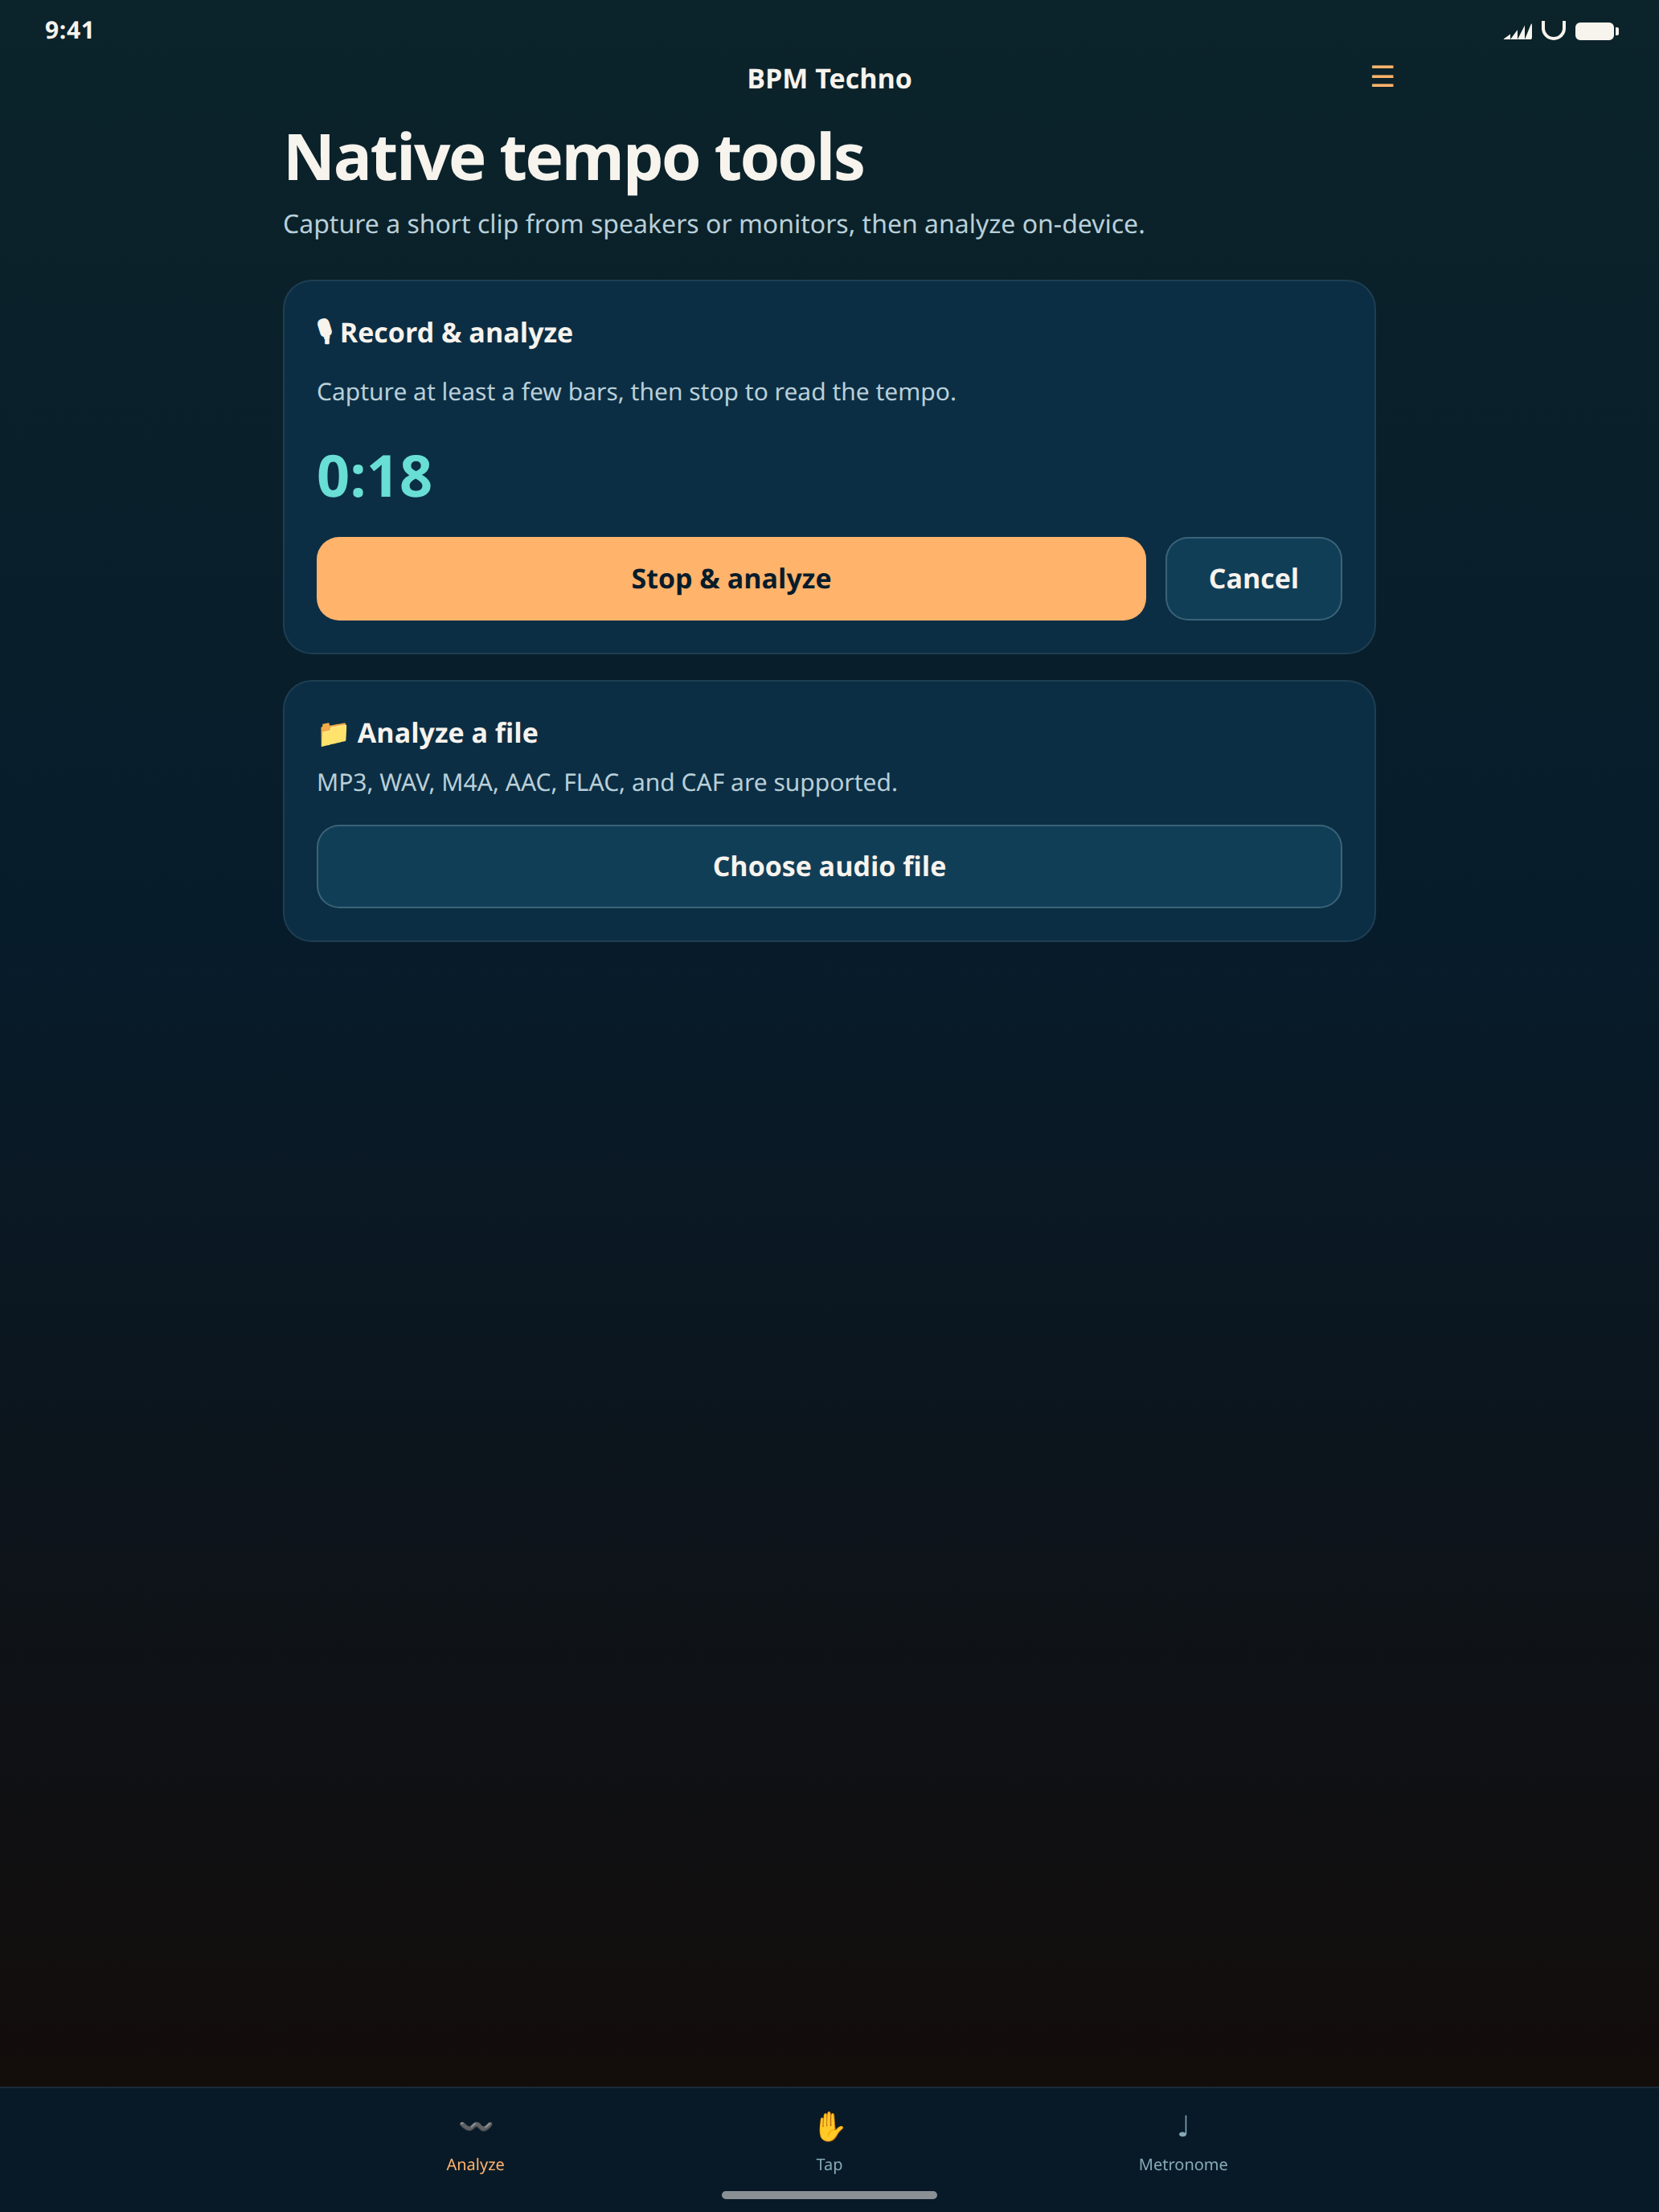 9:41
BPM Techno
Native tempo tools
Capture a short clip from speakers or monitors, then analyze on-device.
Record & analyze
Capture at least a few bars, then stop to read the tempo.
0:18
Stop & analyze
Cancel
Analyze a file
MP3, WAV, M4A, AAC, FLAC, and CAF are supported.
Choose audio file
Analyze
Tap
Metronome